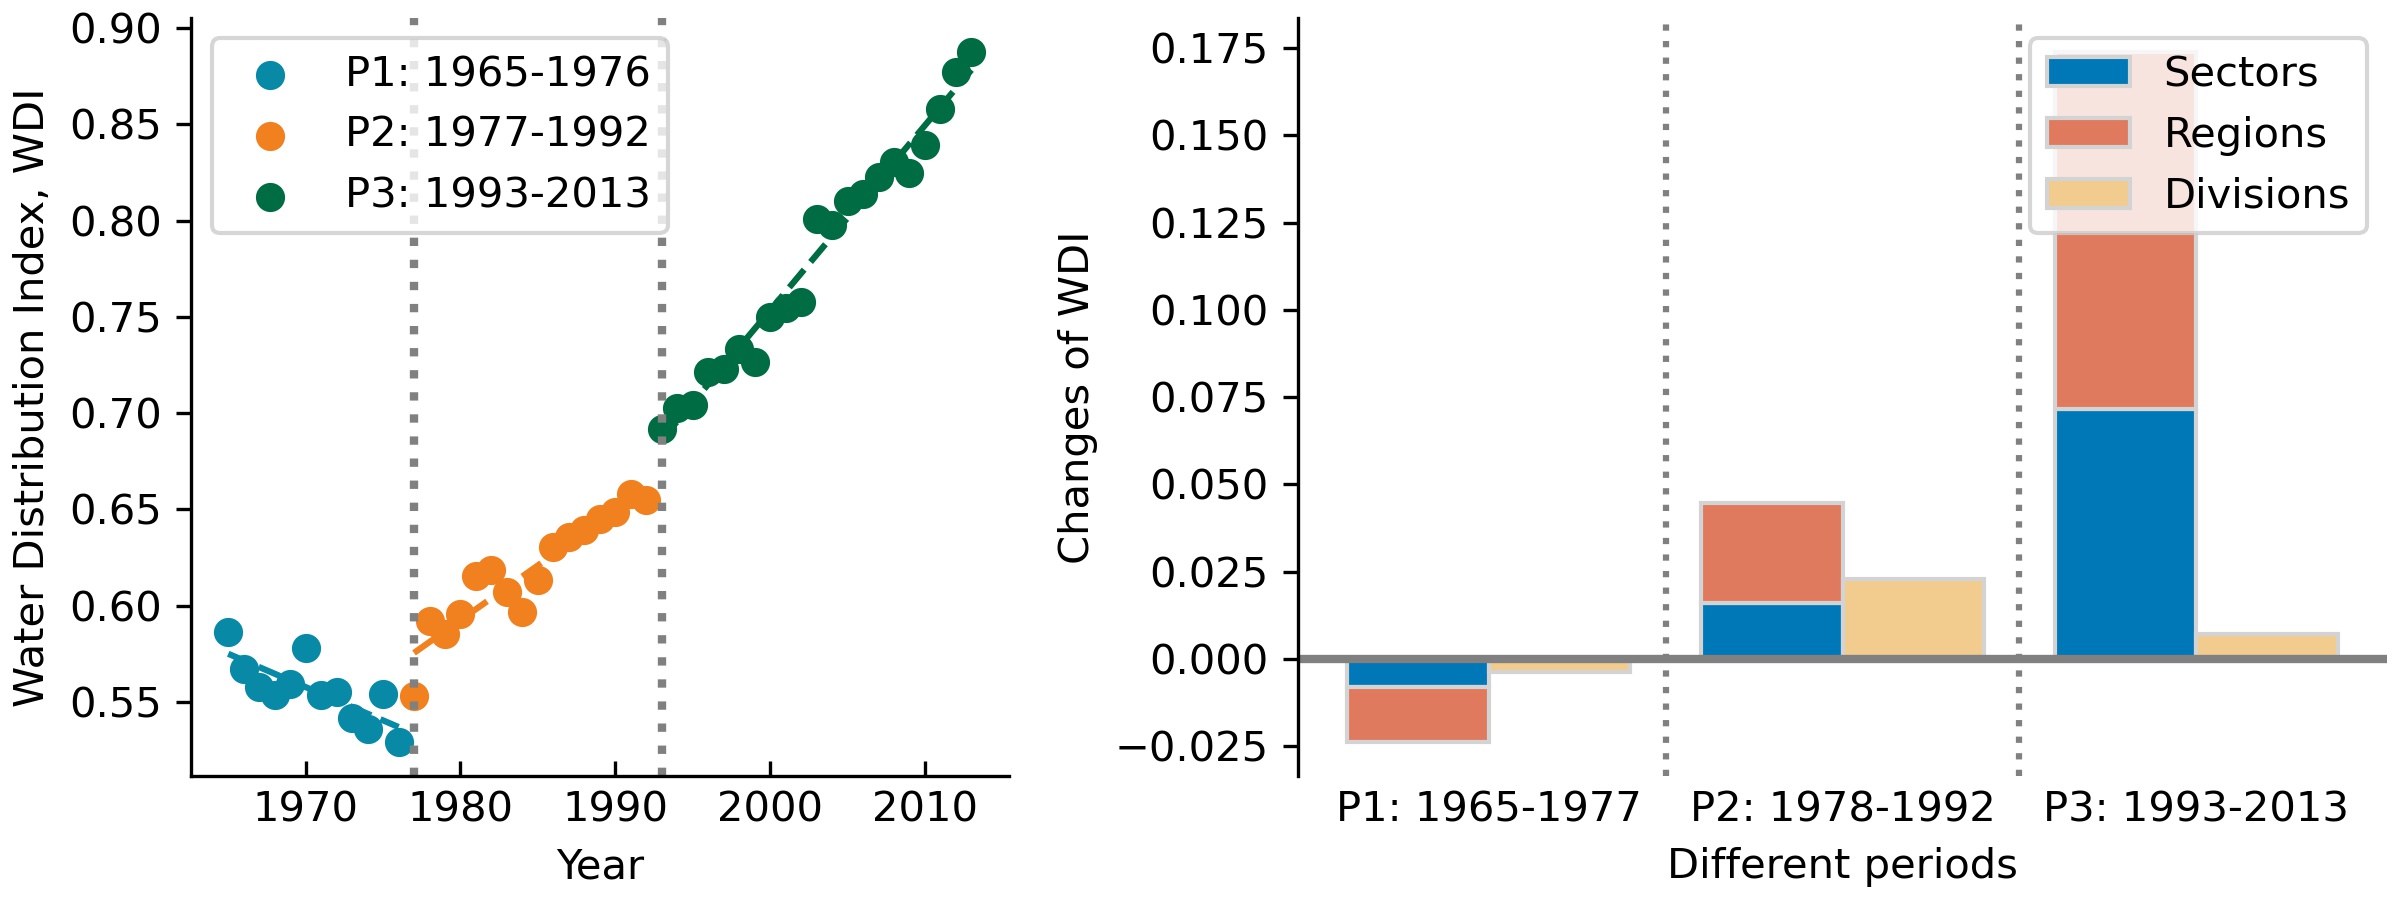 Water Distribution Index, WDI
0.90
0.85
0.80
0.75
0.70
0.65
0.60
0.55
P1: 1965-1976
P2: 1977-1992
P3: 1993-2013
1970
1980
1990
2000
2010
Year
Changes of WDI
0.175
0.150
0.125
0.100
0.075
0.050
0.025
0.000
−0.025
Sectors
Regions
Divisions
P1: 1965-1977
P2: 1978-1992
P3: 1993-2013
Different periods